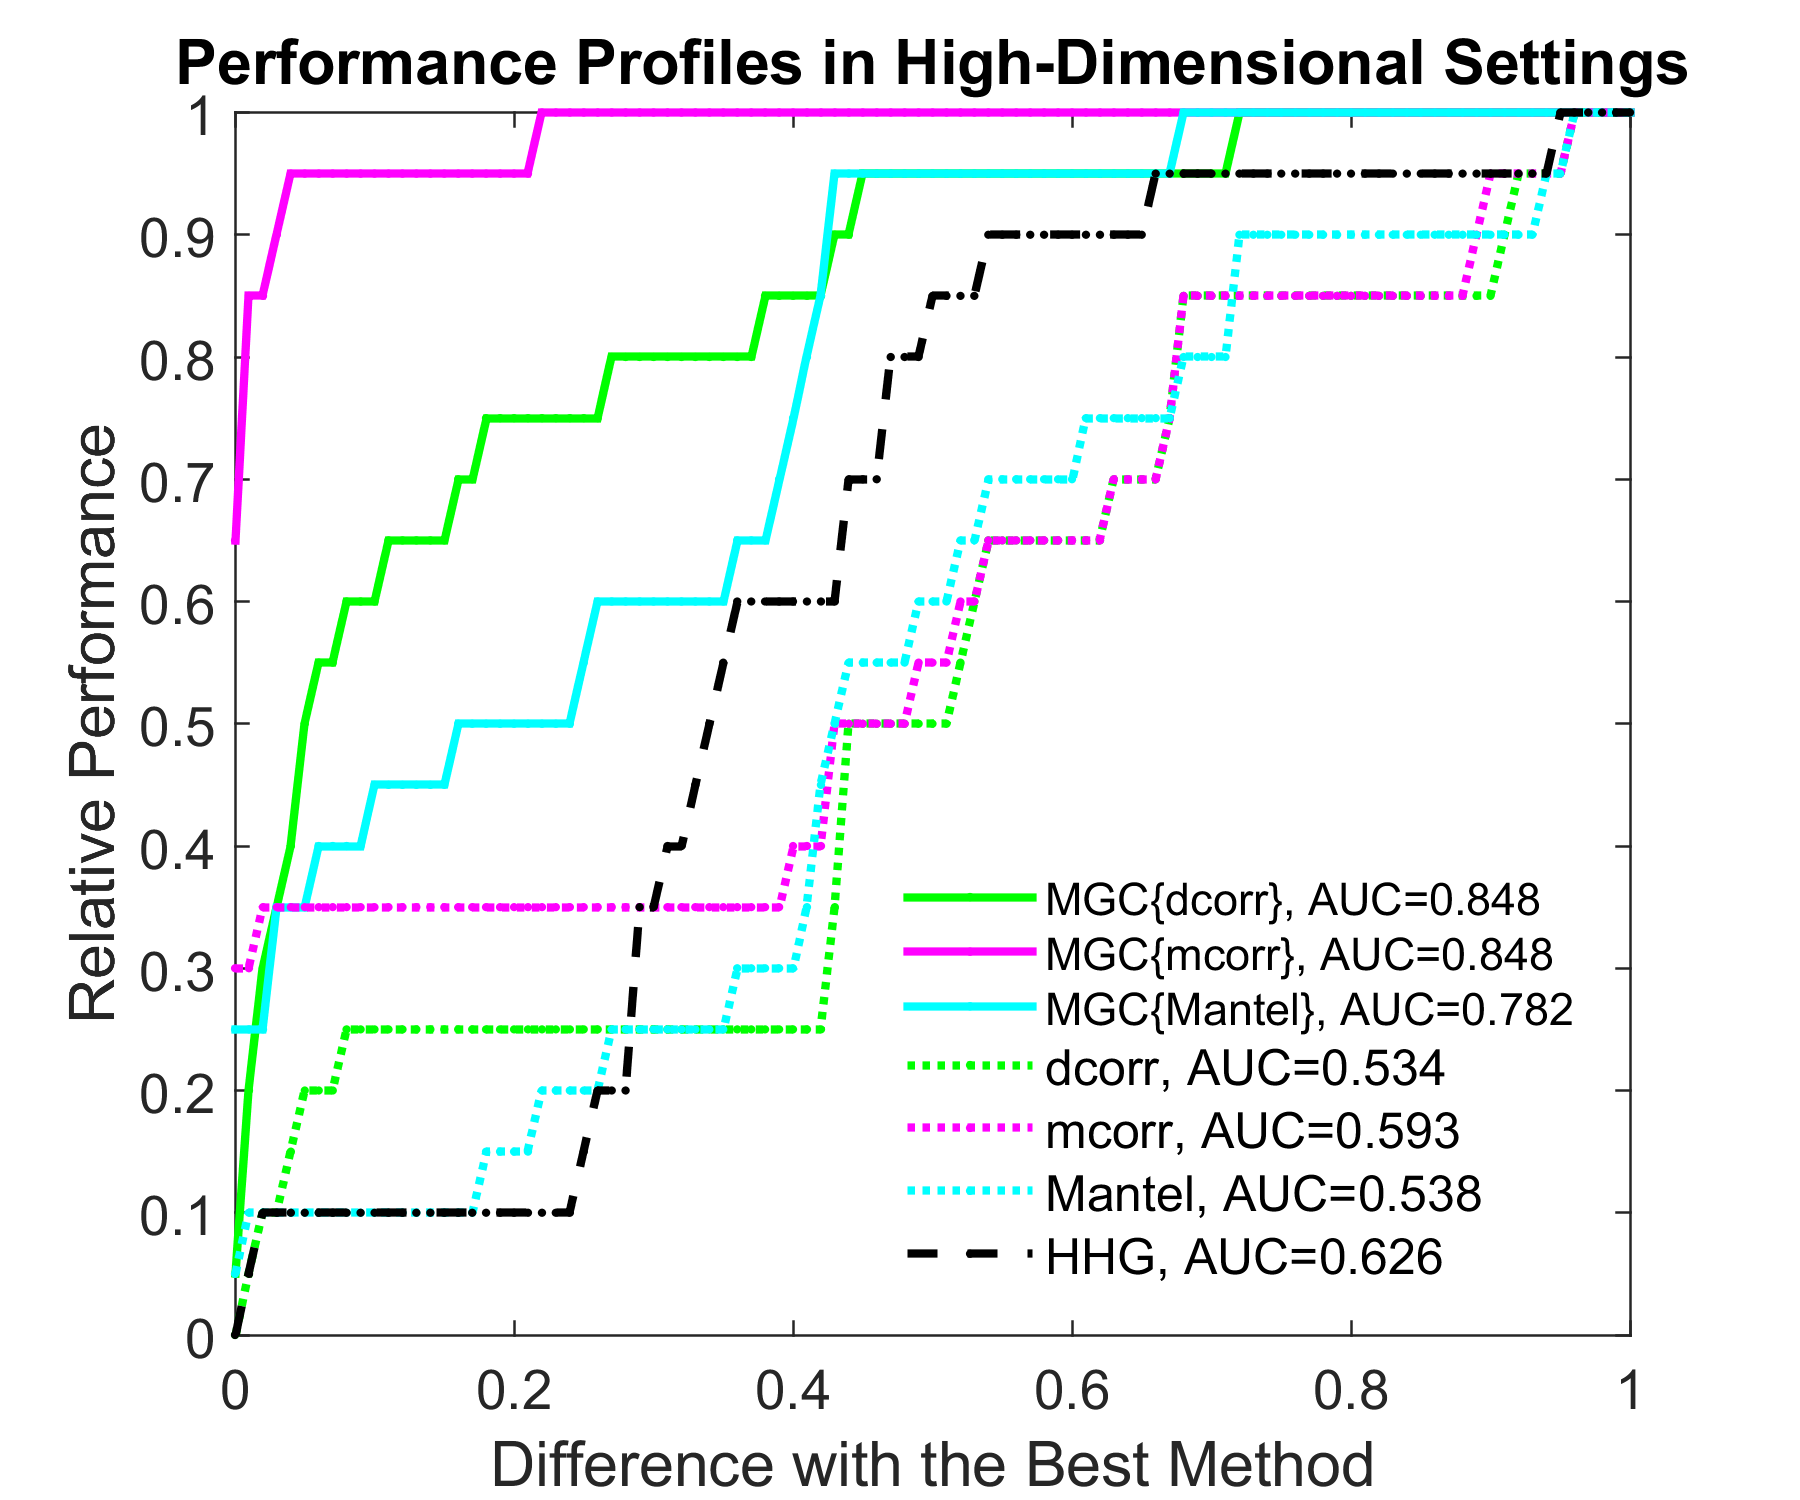 Performance Profiles in High-Dimensional Settings
1
0.9
0.8
0.7
0.6
0.5
0.4
0.3
0.2
0.1
0
Relative Performance
MGC{dcorr}, AUC=0.848
MGC{mcorr}, AUC=0.848
MGC{Mantel}, AUC=0.782
dcorr, AUC=0.534
mcorr, AUC=0.593
Mantel, AUC=0.538
HHG, AUC=0.626
0 0.2 0.4 0.6 0.8 1
Difference with the Best Method